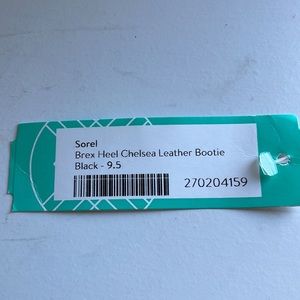 Sorel
Brex Heel Chelsea Leather Bootie
Black - 9.5
270204159